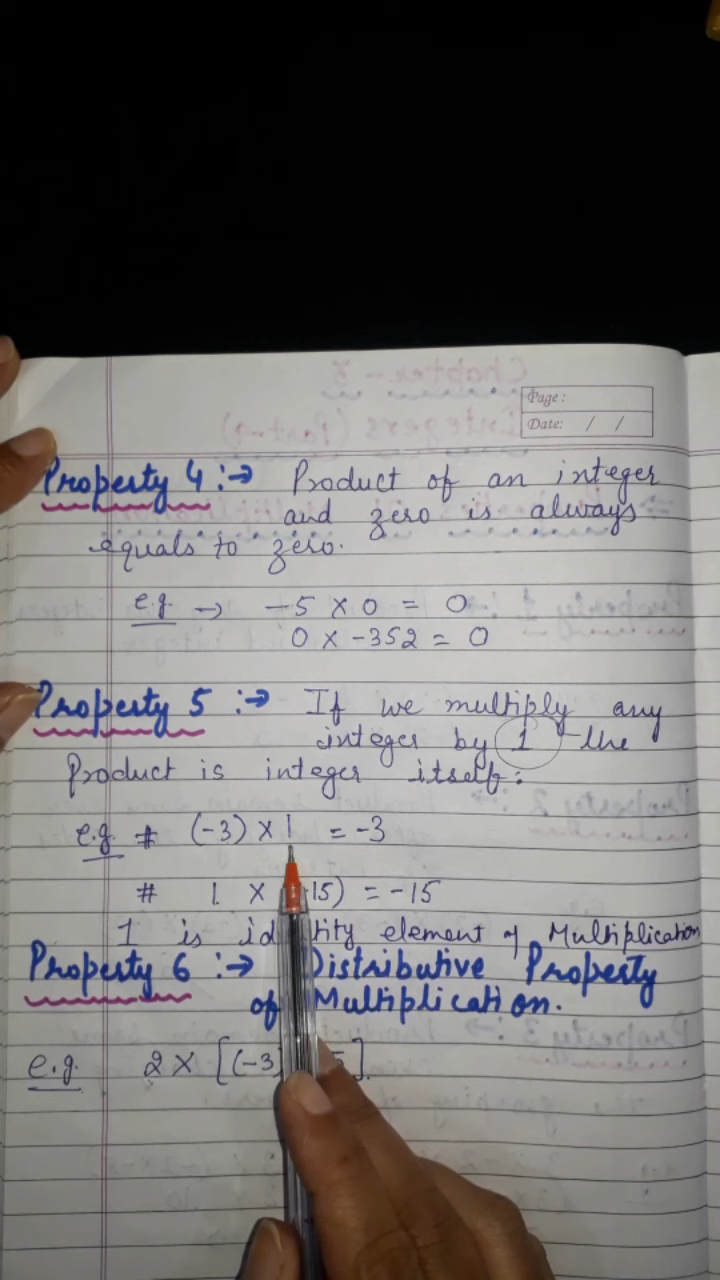 Page :
Date: / /
Property 4 :→ Product of an integer
and zero is always
equals to zero.
e.g. → -5 × 0 = 0
0 × -352 = 0
Property 5 :→ If we multiply any
integer by 1 the
Product is integer itself:
e.g # (-3) × 1 = -3
# 1 × 15) = -15
1 is element of Multiplication
Property 6 :→ Distributive Property
of Multiplication.
e.g. 2 × [(-3) 5].